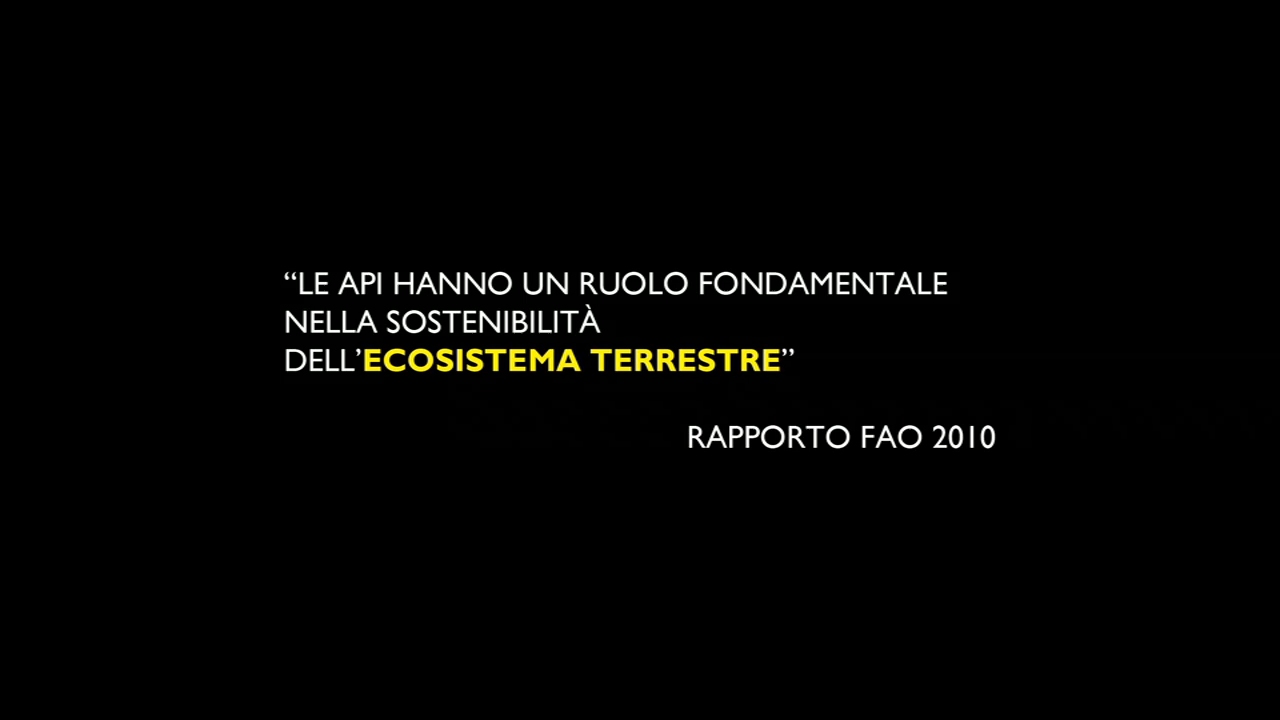 “LE API HANNO UN RUOLO FONDAMENTALE
NELLA SOSTENIBILITÀ
DELL’ECOSISTEMA TERRESTRE”
RAPPORTO FAO 2010